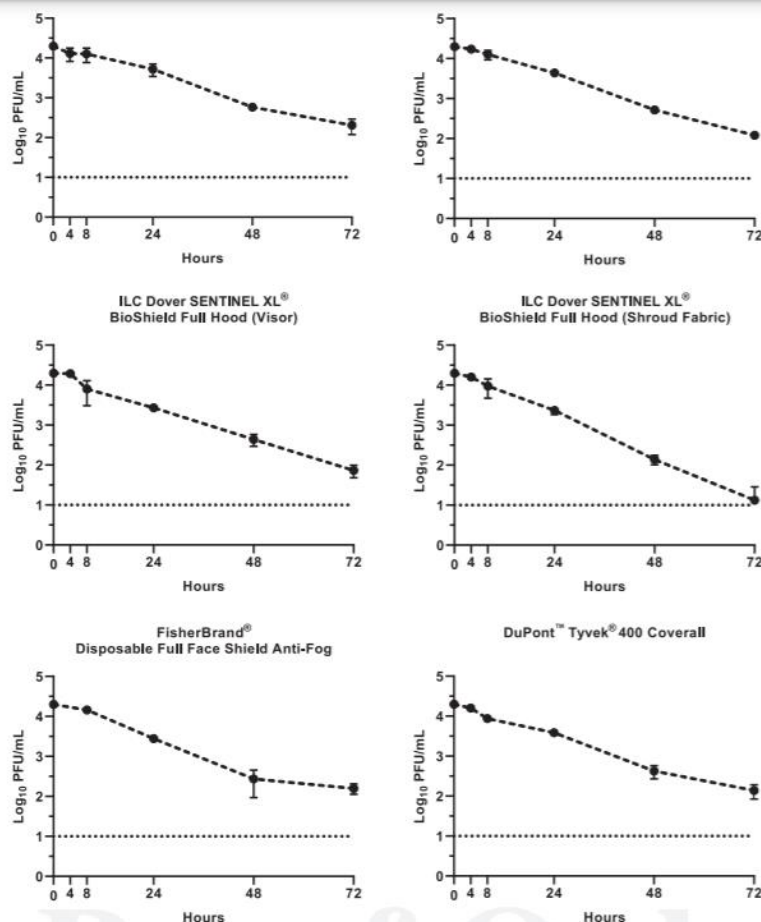 5
4
3
2
1
0
Log10 PFU/mL
0 4 8 24 48 72
Hours
5
4
3
2
1
0
Log10 PFU/mL
0 4 8 24 48 72
Hours
ILC Dover SENTINEL XL®
BioShield Full Hood (Visor)
5
4
3
2
1
0
Log10 PFU/mL
0 4 8 24 48 72
Hours
ILC Dover SENTINEL XL®
BioShield Full Hood (Shroud Fabric)
5
4
3
2
1
0
Log10 PFU/mL
0 4 8 24 48 72
Hours
FisherBrand®
Disposable Full Face Shield Anti-Fog
5
4
3
2
1
0
Log10 PFU/mL
0 4 8 24 48 72
Hours
DuPont™ Tyvek® 400 Coverall
5
4
3
2
1
0
Log10 PFU/mL
0 4 8 24 48 72
Hours